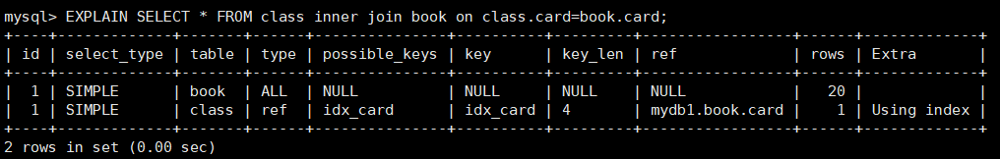 mysql> EXPLAIN SELECT * FROM class inner join book on class.card=book.card;
+----+-------------+-------+------+---------------+----------+---------+-----------------+------+-------------+
| id | select_type | table | type | possible_keys | key      | key_len | ref             | rows | Extra       |
+----+-------------+-------+------+---------------+----------+---------+-----------------+------+-------------+
|  1 | SIMPLE      | book  | ALL  | NULL          | NULL     | NULL    | NULL            |   20 |             |
|  1 | SIMPLE      | class | ref  | idx_card      | idx_card | 4       | mydb1.book.card |    1 | Using index |
+----+-------------+-------+------+---------------+----------+---------+-----------------+------+-------------+
2 rows in set (0.00 sec)